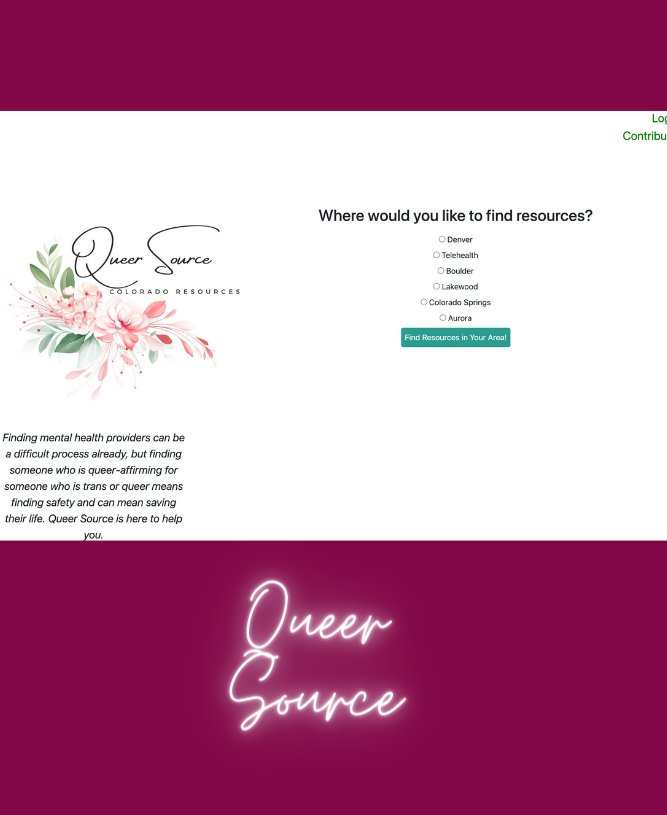 Log
Contribu
Queer Source
COLORADO RESOURCES
Where would you like to find resources?
Denver
Telehealth
Boulder
Lakewood
Colorado Springs
Aurora
Find Resources in Your Area!
Finding mental health providers can be
a difficult process already, but finding
someone who is queer-affirming for
someone who is trans or queer means
finding safety and can mean saving
their life. Queer Source is here to help
you.
Queer
Source